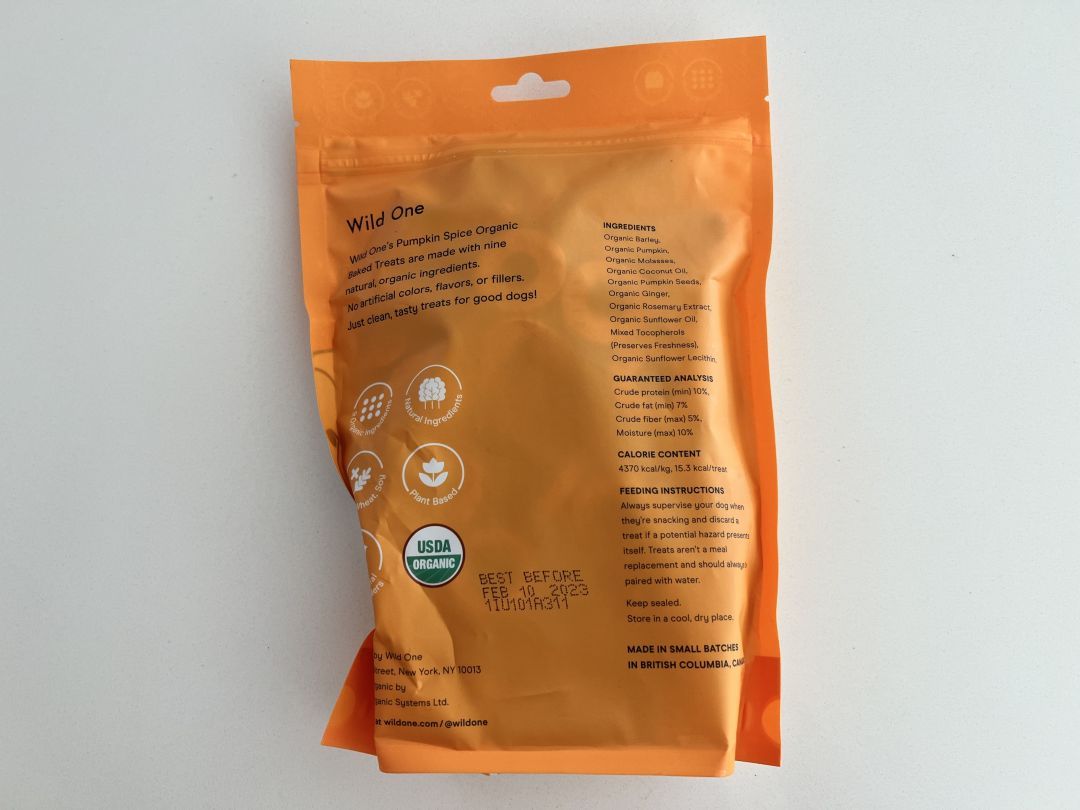 Wild One
Wild One's Pumpkin Spice Organic
Baked Treats are made with nine
natural, organic ingredients.
No artificial colors, flavors, or fillers.
Just clean, tasty treats for good dogs!
Organic Ingredients
Natural Ingredients
Soy
Plant Based
USDA
ORGANIC
BEST BEFORE
FEB 10 2023
1IU101A311
by Wild One
New York, NY 10013
by
Systems Ltd.
at wildone.com/@wildone
INGREDIENTS
Organic Barley,
Organic Pumpkin,
Organic Molasses,
Organic Coconut Oil,
Organic Pumpkin Seeds,
Organic Ginger,
Organic Rosemary Extract,
Organic Sunflower Oil,
Mixed Tocopherols
(Preserves Freshness),
Organic Sunflower Lecithin.
GUARANTEED ANALYSIS
Crude protein (min) 10%,
Crude fat (min) 7%
Crude fiber (max) 5%,
Moisture (max) 10%
CALORIE CONTENT
4370 kcal/kg, 15.3 kcal/treat
FEEDING INSTRUCTIONS
Always supervise your dog when
they're snacking and discard a
treat if a potential hazard presents
itself. Treats aren't a meal
replacement and should always
paired with water.
Keep sealed.
Store in a cool, dry place.
MADE IN SMALL BATCHES
IN BRITISH COLUMBIA,